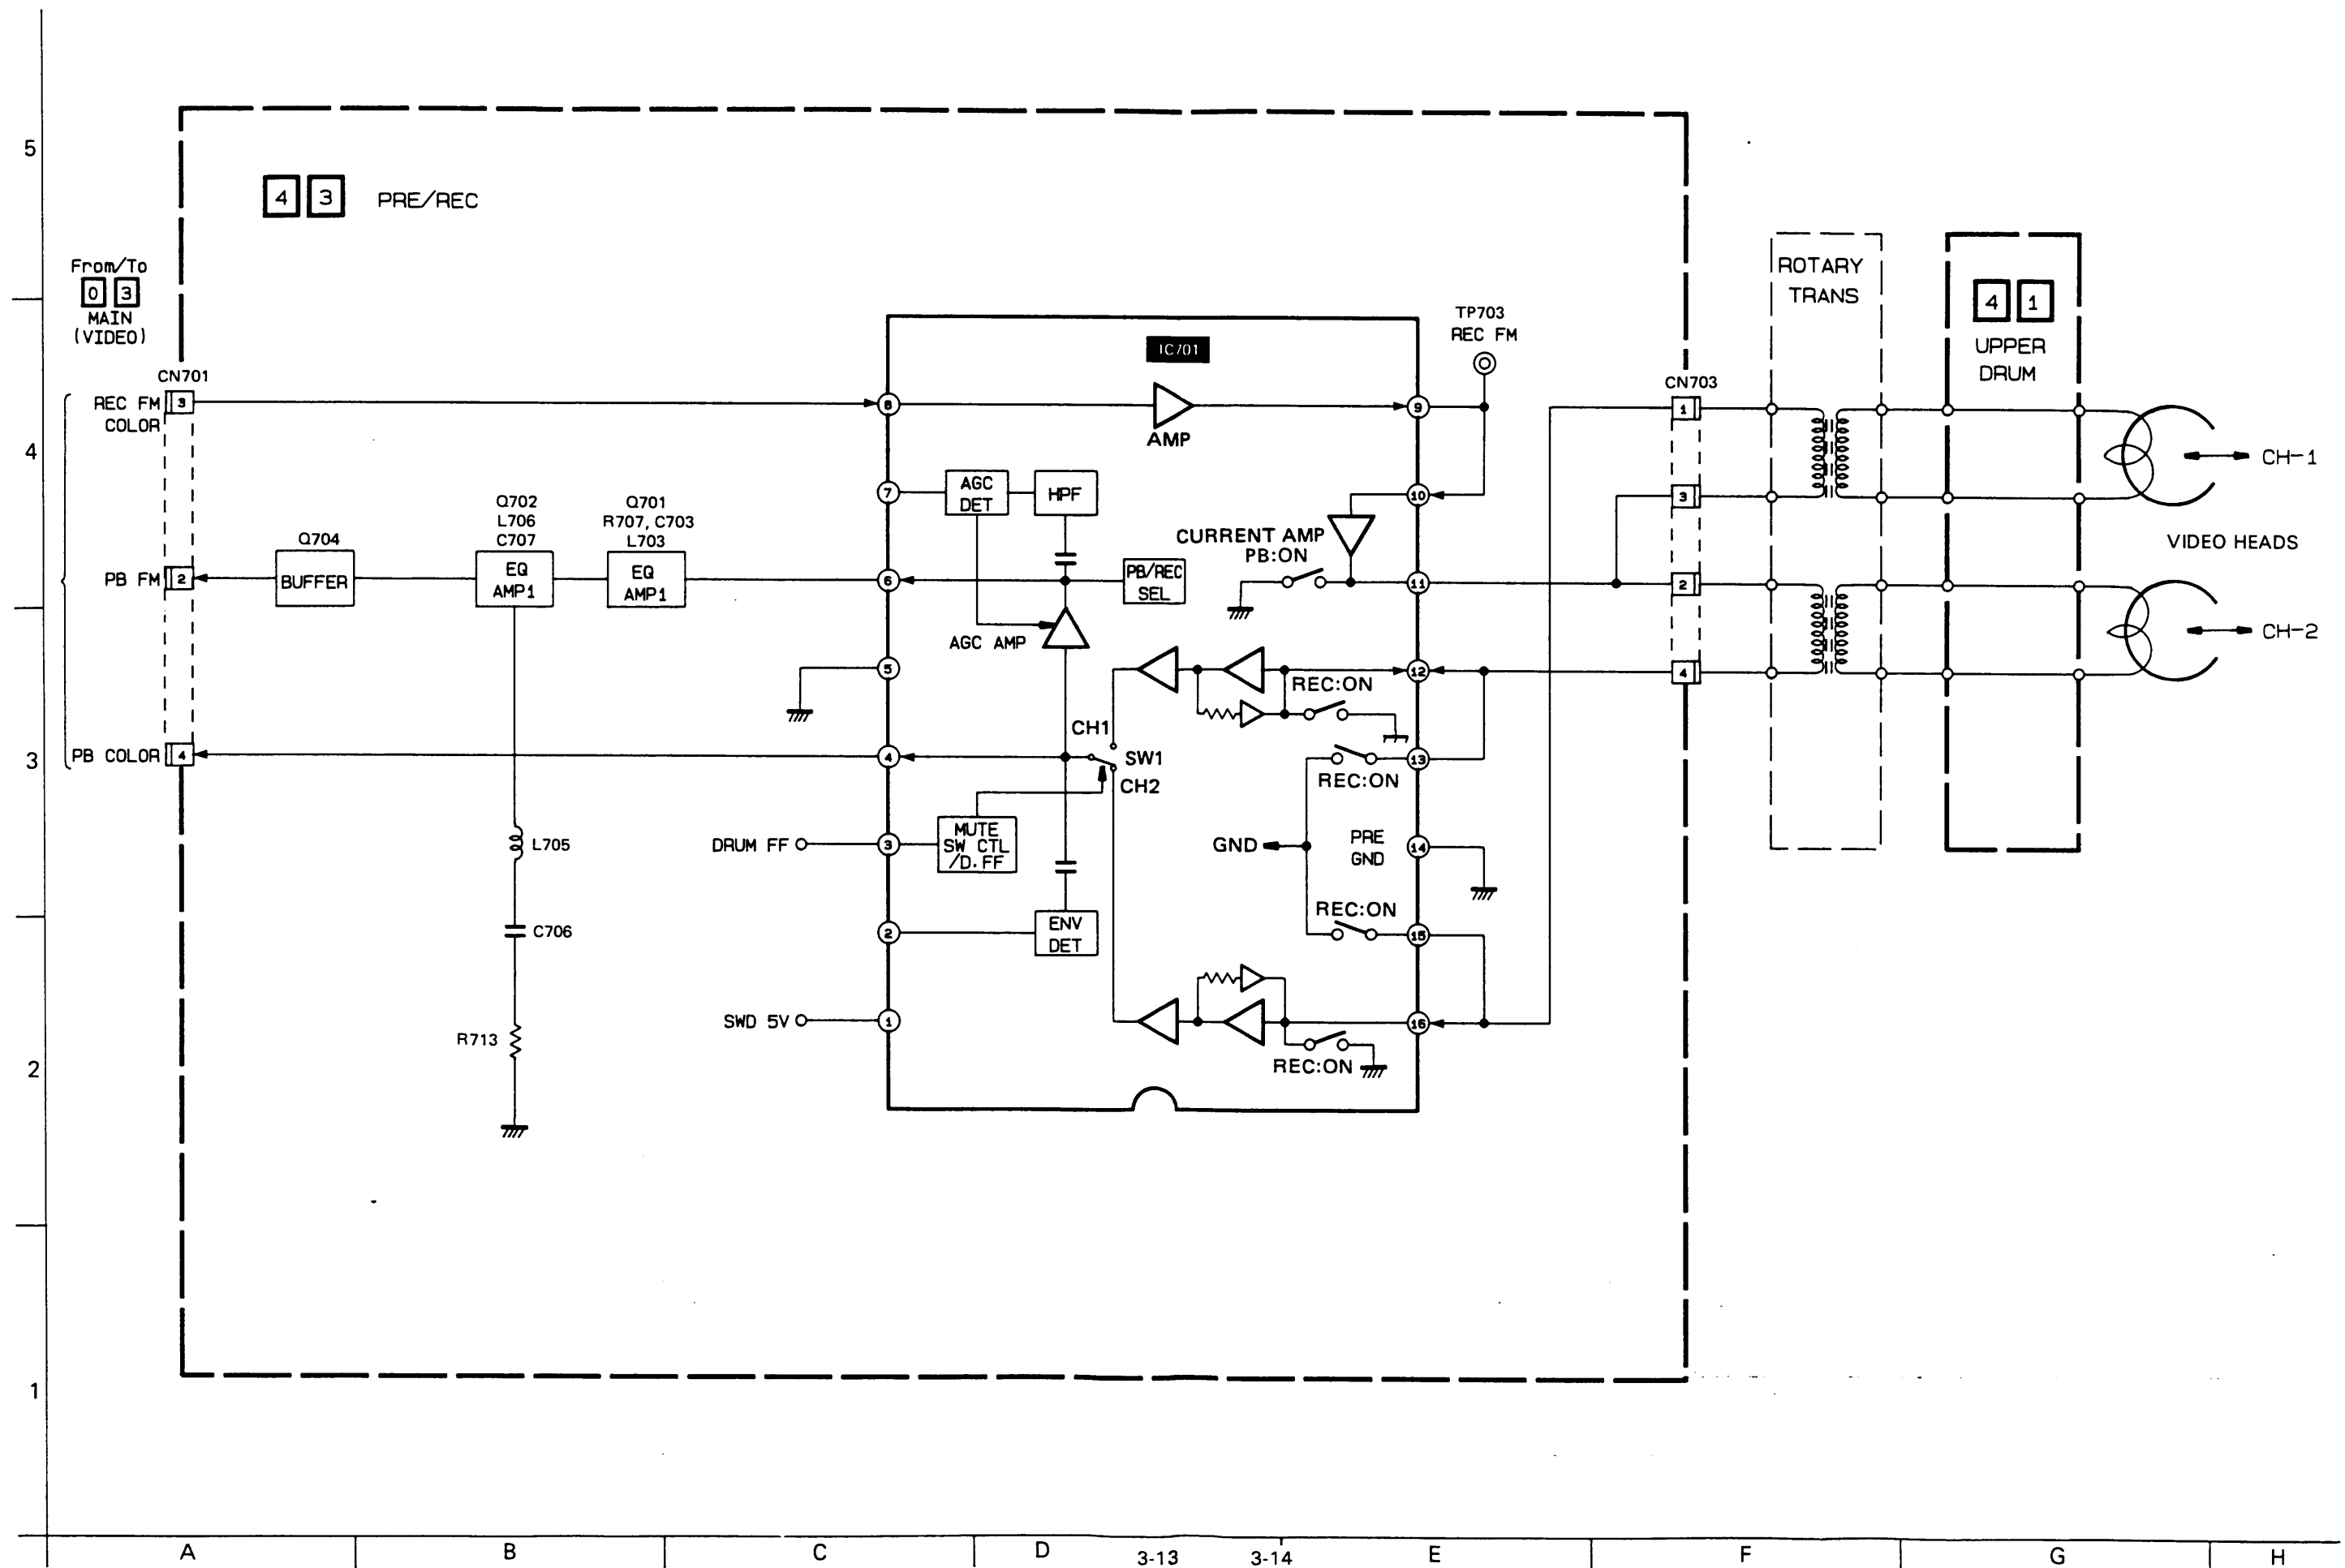 5
4 3 PRE/REC
From/To
0 3
MAIN
(VIDEO)
ROTARY
TRANS
4 1
UPPER
DRUM
TP703
REC FM
IC701
CN701
CN703
REC FM
COLOR
3
8
AMP
9
1
4
7
AGC
DET
HPF
10
3
CH-1
Q702
L706
C707
Q701
R707, C703
L703
CURRENT AMP
PB:ON
VIDEO HEADS
Q704
PB FM
2
BUFFER
EQ
AMP1
EQ
AMP1
6
PB/REC
SEL
11
2
AGC AMP
CH-2
5
12
REC:ON
4
CH1
3
PB COLOR
4
4
SW1
13
CH2
REC:ON
L705
DRUM FF
3
MUTE
SW CTL
/D.FF
GND
PRE
GND
14
REC:ON
C706
2
ENV
DET
15
R713
SWD 5V
1
16
2
REC:ON
1
A B C D 3-13 3-14 E F G H